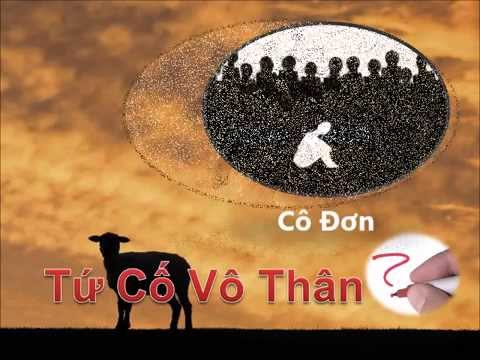 Cô Đơn
Tứ Cố Vô Thân ?